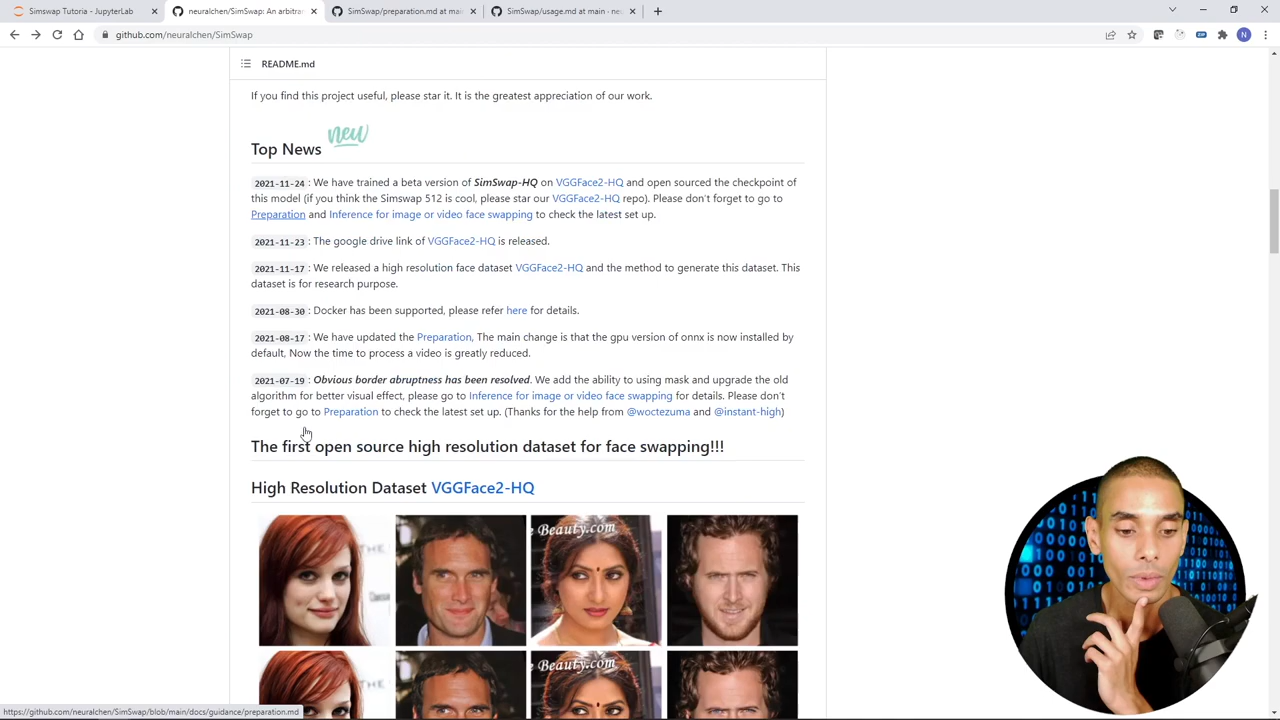 Simswap Tutoria - JupyterLab
neuralchen/SimSwap: An arbitrar
SimSwap/preparation.md at mai
SimSwap/usage.md at main · ne
github.com/neuralchen/SimSwap
README.md
If you find this project useful, please star it. It is the greatest appreciation of our work.
new
Top News
2021-11-24 : We have trained a beta version of SimSwap-HQ on VGGFace2-HQ and open sourced the checkpoint
of this model (if you think the Simswap 512 is cool, please star our VGGFace2-HQ repo). Please don't forget to go to
Preparation and Inference for image or video face swapping to check the latest set up.
2021-11-23 : The google drive link of VGGFace2-HQ is released.
2021-11-17 : We released a high resolution face dataset VGGFace2-HQ and the method to generate this dataset. This
dataset is for research purpose.
2021-08-30 : Docker has been supported, please refer here for details.
2021-08-17 : We have updated the Preparation, The main change is that the gpu version of onnx is now installed by
default, Now the time to process a video is greatly reduced.
2021-07-19 : Obvious border abruptness has been resolved. We add the ability to using mask and upgrade the old
algorithm for better visual effect, please go to Inference for image or video face swapping for details. Please don't
forget to go to Preparation to check the latest set up. (Thanks for the help from @woctezuma and @instant-high)
The first open source high resolution dataset for face swapping!!!
High Resolution Dataset VGGFace2-HQ
e Beauty.com
e Beauty.com
https://github.com/neuralchen/SimSwap/blob/main/docs/guidance/preparation.md